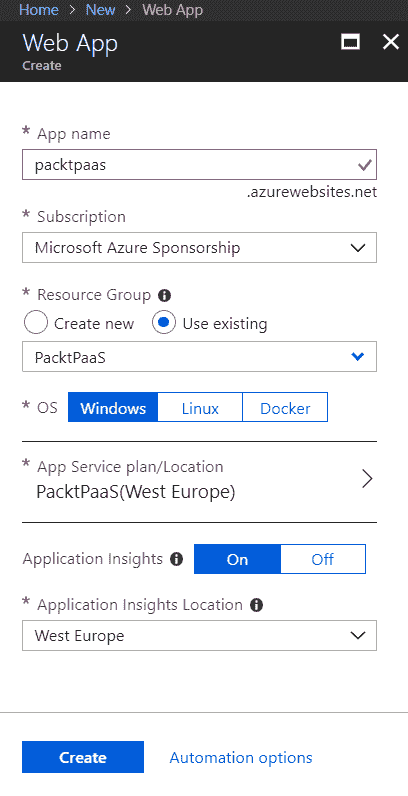 Home > New > Web App
Web App
Create
* App name
packtpaas
.azurewebsites.net
* Subscription
Microsoft Azure Sponsorship
* Resource Group
Create new Use existing
PacktPaaS
* OS Windows Linux Docker
* App Service plan/Location
PacktPaaS(West Europe)
Application Insights On Off
* Application Insights Location
West Europe
Create Automation options